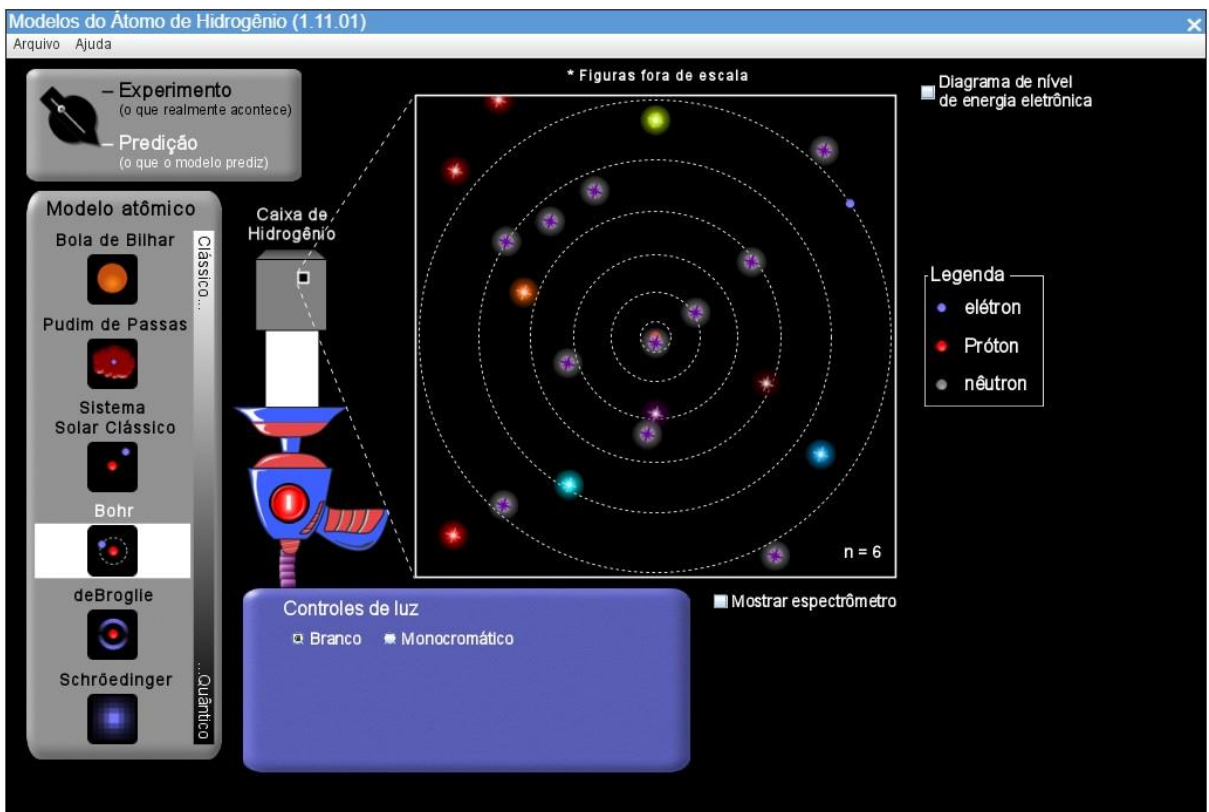 Modelos do Átomo de Hidrogênio (1.11.01)
Arquivo Ajuda
Experimento
(o que realmente acontece)
Predição
(o que o modelo prediz)
* Figuras fora de escala
Diagrama de nível
de energia eletrônica
Modelo atômico
Bola de Bilhar
Pudim de Passas
Sistema
Solar Clássico
Bohr
deBroglie
Schrõedinger
Clássico...
...Quântico
Caixa de
Hidrogênio
n = 6
Legenda
elétron
Próton
nêutron
Mostrar espectrômetro
Controles de luz
Branco Monocromático